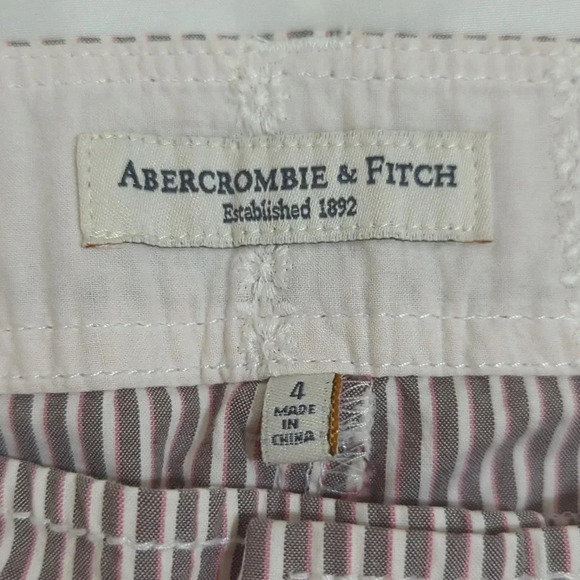 ABERCROMBIE & FITCH
Established 1892
4
MADE
IN
CHINA